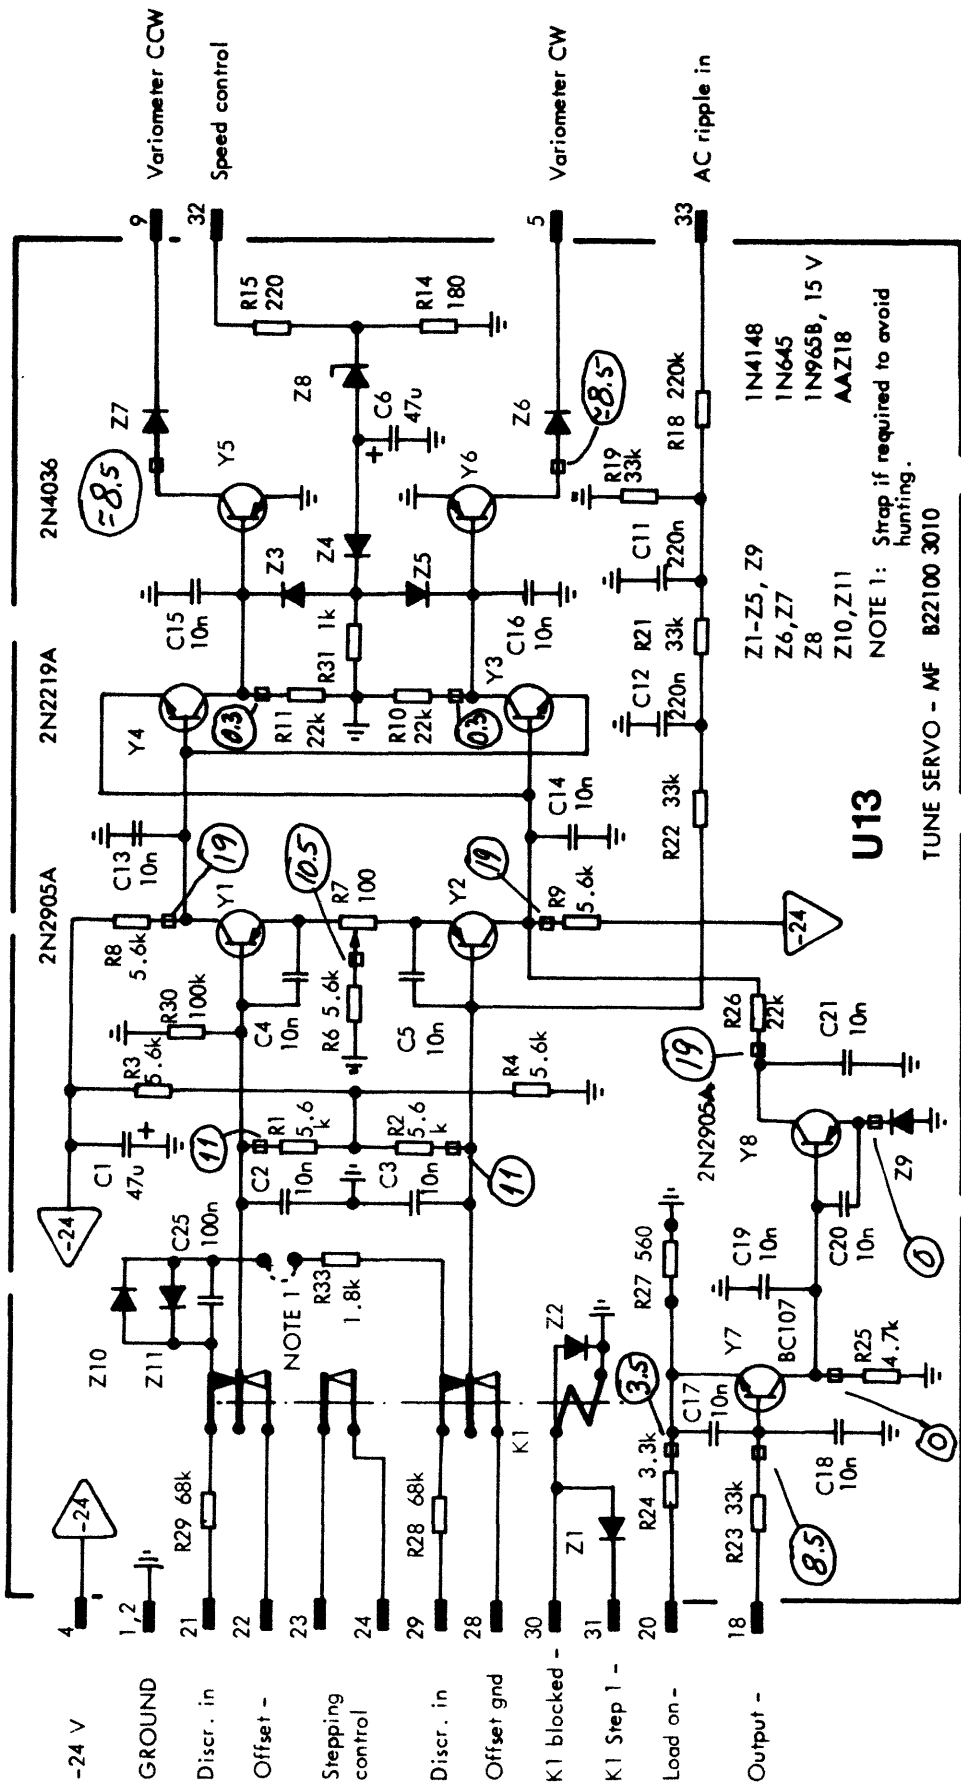 -24 V
4
-24
GROUND
1,2
Discr. in
21
R29 68k
Offset -
22
Stepping
control
23
24
Discr. in
29
R28 68k
Offset gnd
28
K1 blocked -
30
K1 Step 1 -
31
Load on -
20
Output -
18
Z10
Z11
C25
100n
NOTE 1
R33
1.8k
K1
Z1
Z2
R24 3.3k
3.5
C17
10n
R23 33k
8.5
C18
10n
R27 560
Y7
BC107
R25
4.7k
0
C19
10n
C20
10n
2N2905A
Y8
Z9
0
19
R26
22k
C21
10n
-24
C1
47u
+
11
C2
10n
C3
10n
R1
5.6
k
R2
5.6
k
11
R3
5.6k
R4
5.6k
R30
100k
C4
10n
R6 5.6k
C5
10n
2N2905A
R8
5.6k
19
Y1
10.5
R7
100
Y2
19
R9
5.6k
-24
C13
10n
C14
10n
R22 33k
2N2219A
Y4
0.3
R11
22k
R10
22k
0.3
Y3
R31 1k
C15
10n
C16
10n
Z3
Z4
Z5
C12
220n
R21
33k
C11
220n
R19
33k
R18 220k
2N4036
≈8.5
Z7
Y5
Z8
C6
47u
+
Y6
Z6
≈8.5
R15
220
R14
180
9
Variometer CCW
32
Speed control
5
Variometer CW
33
AC ripple in
Z1-Z5, Z9 1N4148
Z6,Z7 1N645
Z8 1N965B, 15 V
Z10,Z11 AAZ18
NOTE 1: Strap if required to avoid
hunting.
U13
TUNE SERVO - MF B22100 3010